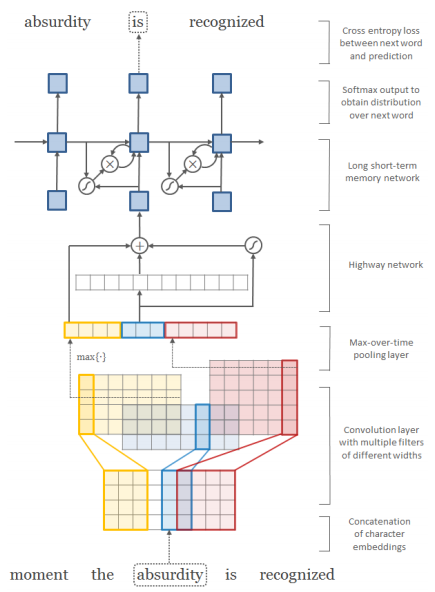 absurdity is recognized
Cross entropy loss
between next word
and prediction
Softmax output to
obtain distribution
over next word
Long short-term
memory network
Highway network
+
Max-over-time
pooling layer
max{·}
Convolution layer
with multiple filters
of different widths
Concatenation
of character
embeddings
moment the absurdity is recognized